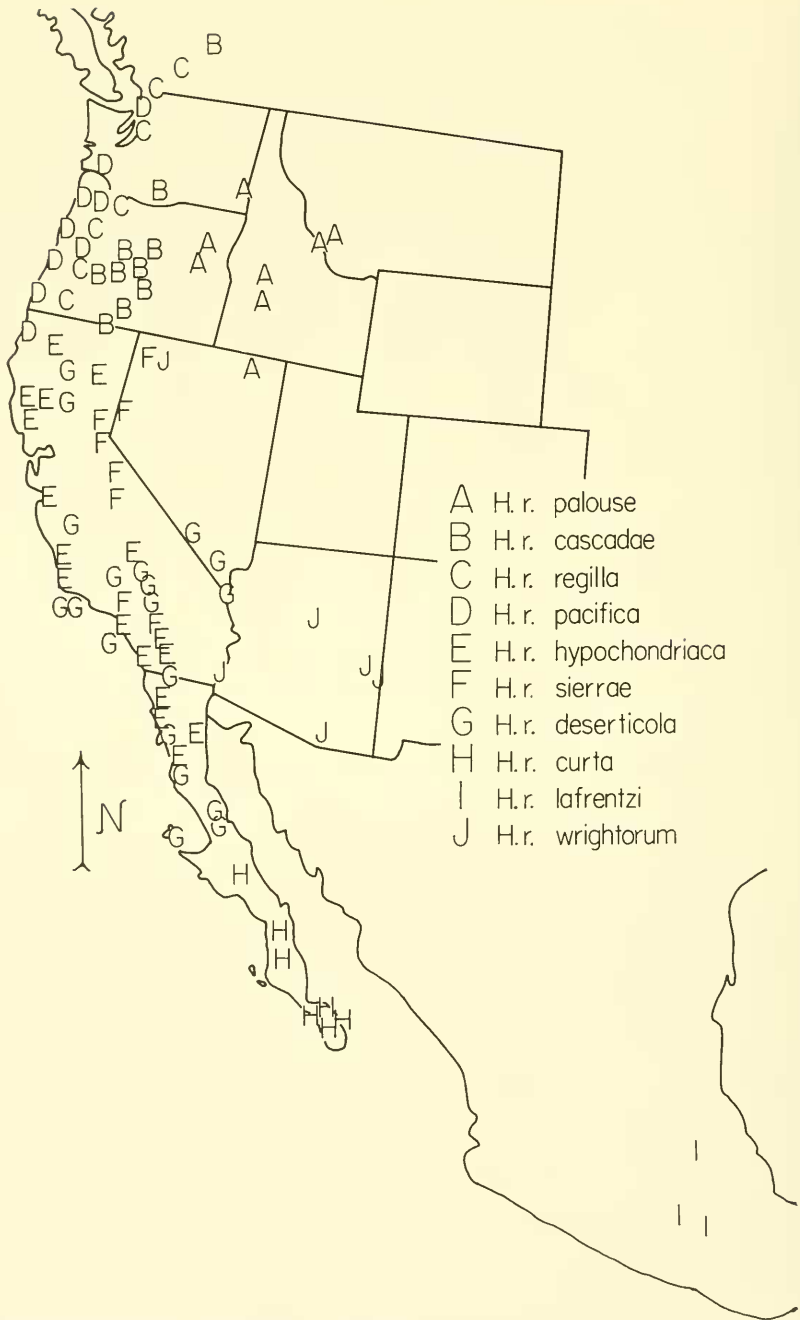 B
C
C
D
C
D
B
A
D D C
D C
A A
D
B B
A
D
C B B B
A
A
B
D C
A
B
B
D
E
F J
G
E
A
E E G
F F
E
F
F
E
F
G
G
E
E
G
E
G
G
G
G
G G
F
G
J
E
F
G
E
E
E
J
G
J
J
E
E
G
E
J
F
G
N
G
G
G
H
H
H
H H
H H
I
I
I
A H. r. palouse
B H. r. cascadae
C H. r. regilla
D H. r. pacifica
E H. r. hypochondriaca
F H. r. sierrae
G H. r. deserticola
H H. r. curta
I H. r. lafrentzi
J H. r. wrightorum